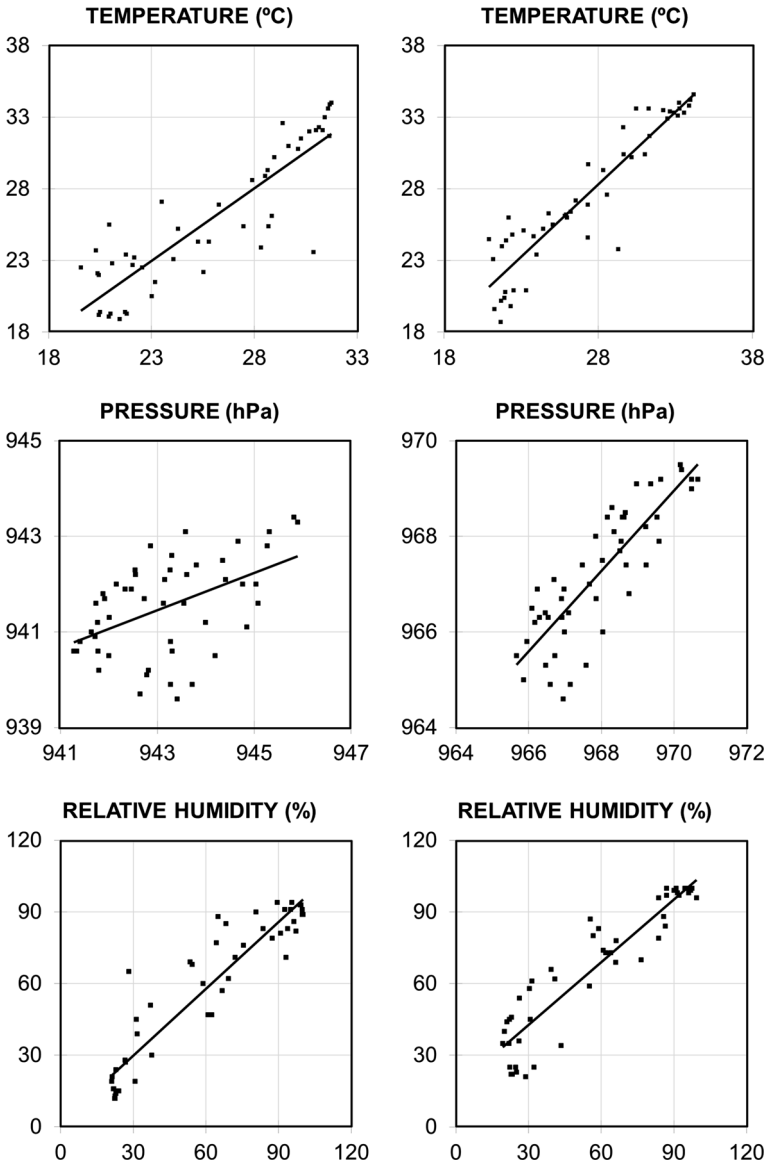 TEMPERATURE (ºC) TEMPERATURE (ºC)
38 38
33 33
28 28
23 23
18 18
18 23 28 33 18 28 38
PRESSURE (hPa) PRESSURE (hPa)
945 970
943 968
941 966
939 964
941 943 945 947 964 966 968 970 972
RELATIVE HUMIDITY (%) RELATIVE HUMIDITY (%)
120 120
90 90
60 60
30 30
0 0
0 30 60 90 120 0 30 60 90 120